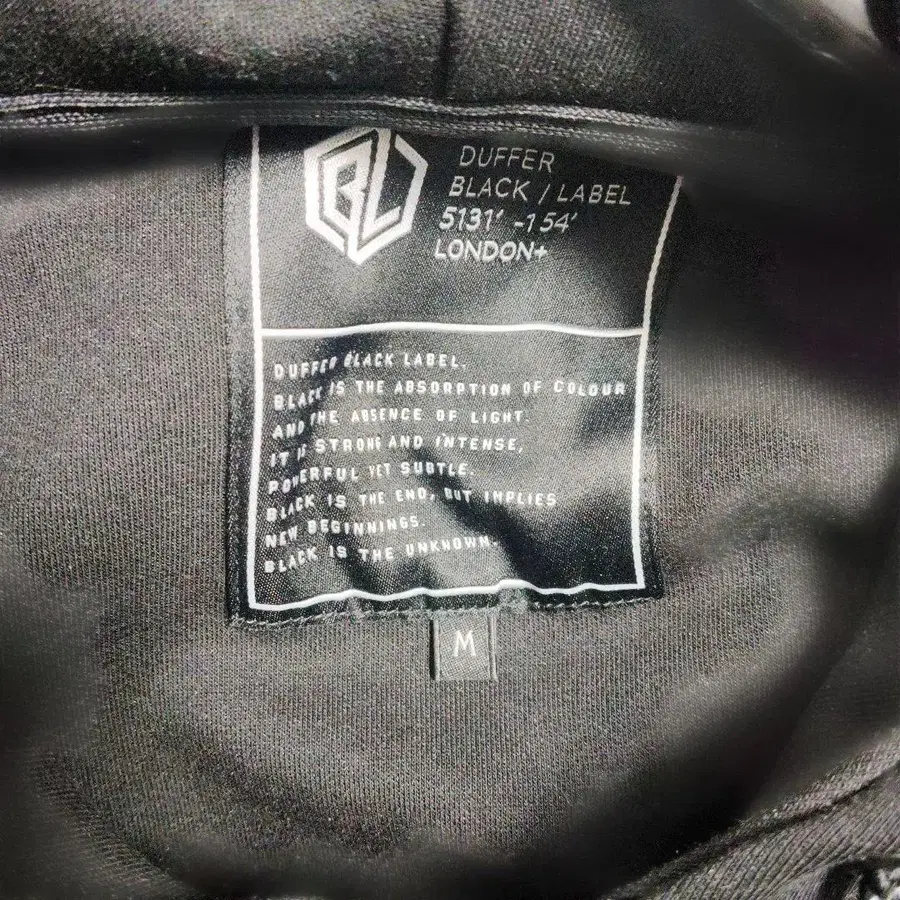 BL
DUFFER
BLACK / LABEL
5131' -154'
LONDON+
DUFFER BLACK LABEL.
BLACK IS THE ABSORPTION OF COLOUR
AND THE ABSENCE OF LIGHT.
IT IS STRONG AND INTENSE,
POWERFUL YET SUBTLE.
BLACK IS THE END, BUT IMPLIES
NEW BEGINNINGS.
BLACK IS THE UNKNOWN.
M